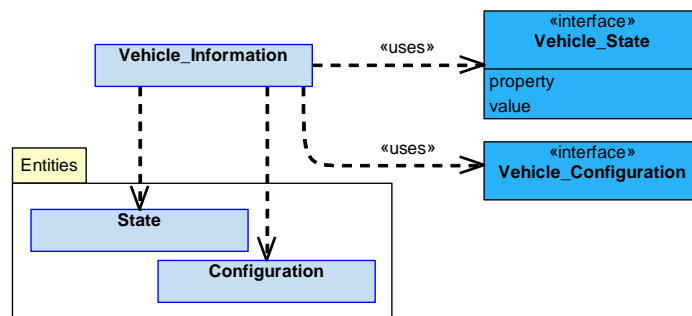 «interface»
Vehicle_State
property
value
Vehicle_Information
«uses»
«uses»
«interface»
Vehicle_Configuration
Entities
State
Configuration